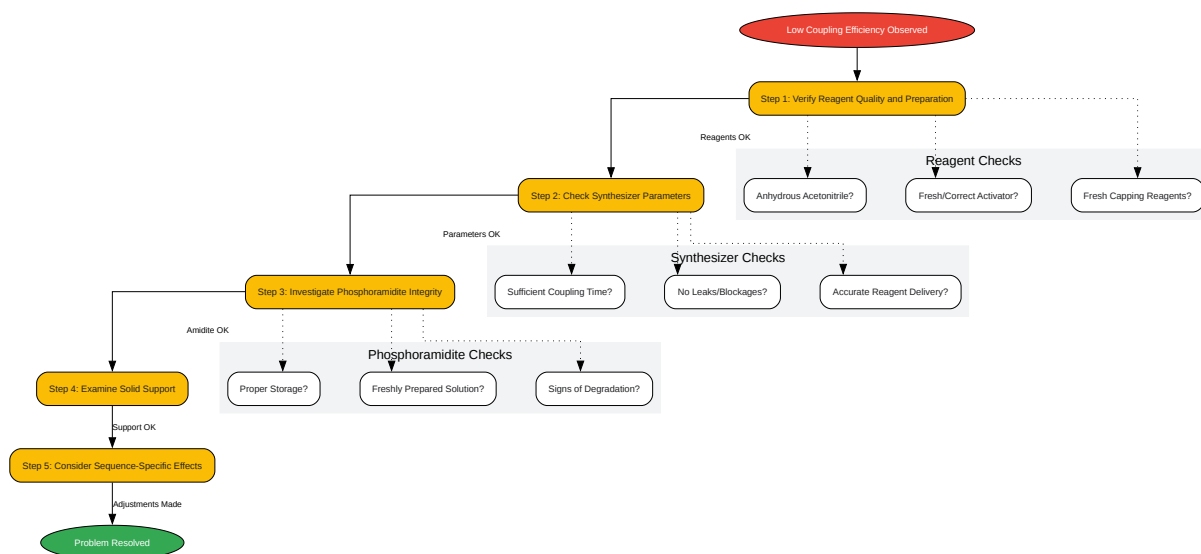 Low Coupling Efficiency Observed
Step 1: Verify Reagent Quality and Preparation
Reagents OK
Reagent Checks
Anhydrous Acetonitrile?
Fresh/Correct Activator?
Fresh Capping Reagents?
Step 2: Check Synthesizer Parameters
Parameters OK
Synthesizer Checks
Sufficient Coupling Time?
No Leaks/Blockages?
Accurate Reagent Delivery?
Step 3: Investigate Phosphoramidite Integrity
Amidite OK
Phosphoramidite Checks
Proper Storage?
Freshly Prepared Solution?
Signs of Degradation?
Step 4: Examine Solid Support
Support OK
Step 5: Consider Sequence-Specific Effects
Adjustments Made
Problem Resolved